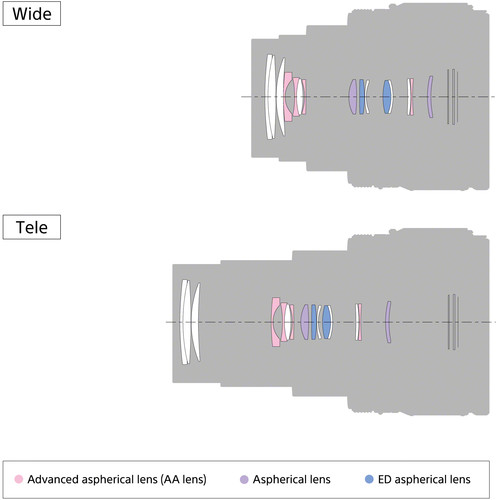 Wide
Tele
Advanced aspherical lens (AA lens)
Aspherical lens
ED aspherical lens